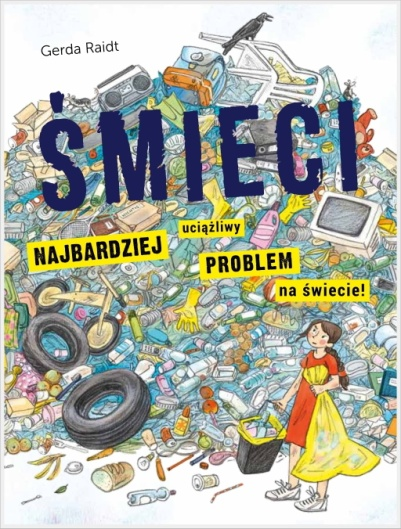 Gerda Raidt
ŚMIECI
NAJBARDZIEJ
uciążliwy
PROBLEM
na świecie!